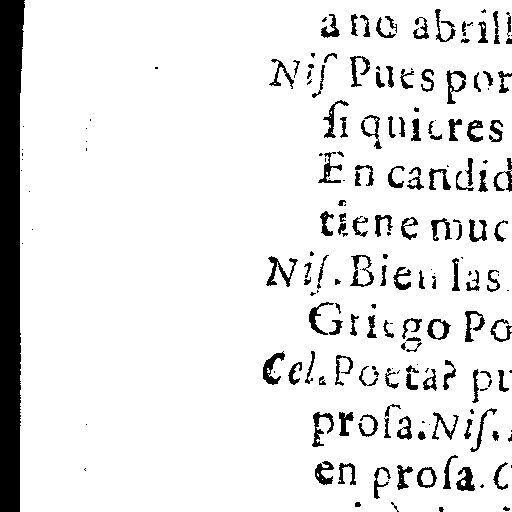 a no abrill
Niſ Pues por
ſi quieres
En candid
tiene muc
Niſ. Bien las
Griego Po
Cel. Poeta? pu
proſa. Niſ.
en proſa. C